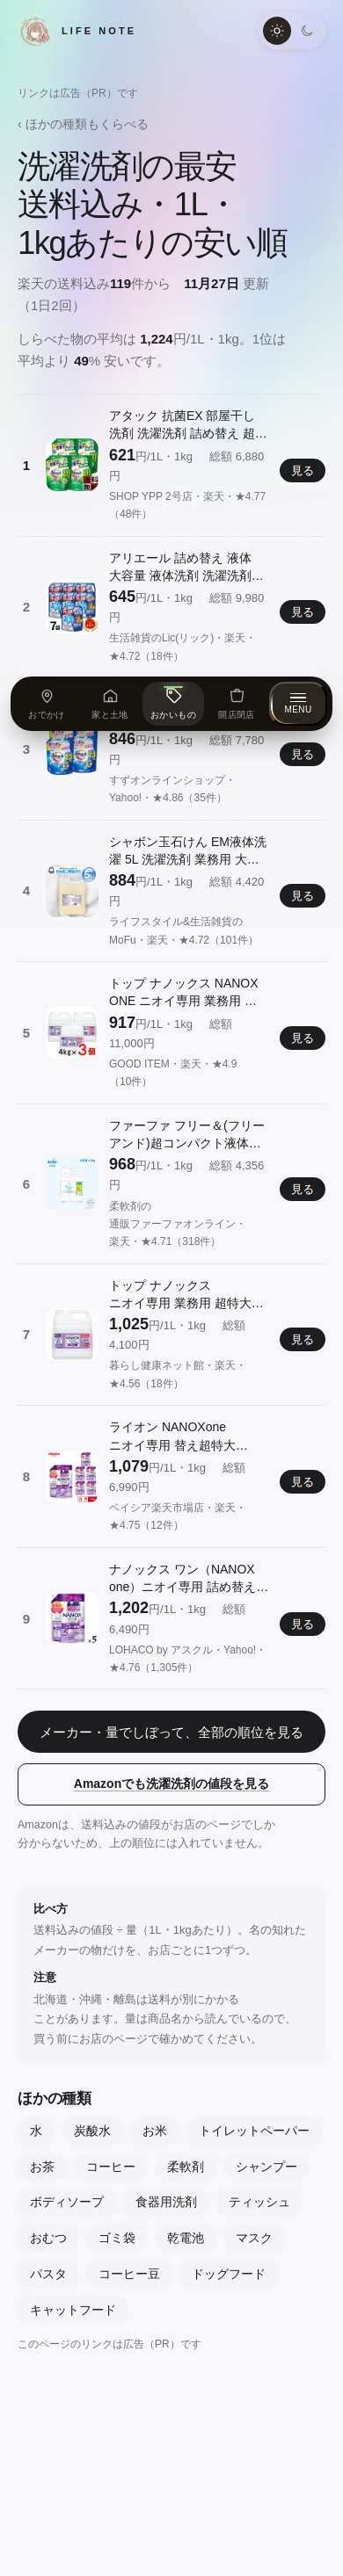 LIFE NOTE
リンクは広告（PR）です
‹ ほかの種類もくらべる
洗濯洗剤の最安
送料込み・1L・
1kgあたりの安い順
楽天の送料込み119件から　11月27日 更新
（1日2回）
しらべた物の平均は 1,224円/1L・1kg。1位は
平均より 49% 安いです。
1
アタック 抗菌EX 部屋干し
洗剤 洗濯洗剤 詰め替え 超…
621円/1L・1kg　総額 6,880
円
SHOP YPP 2号店・楽天・★4.77
（48件）
見る
2
アリエール 詰め替え 液体
大容量 液体洗剤 洗濯洗剤…
645円/1L・1kg　総額 9,980
円
生活雑貨のLic(リック)・楽天・
★4.72（18件）
見る
おでかけ
家と土地
おかいもの
開店閉店
MENU
3
846円/1L・1kg　総額 7,780
円
すずオンラインショップ・
Yahoo!・★4.86（35件）
見る
4
シャボン玉石けん EM液体洗
濯 5L 洗濯洗剤 業務用 大…
884円/1L・1kg　総額 4,420
円
ライフスタイル&生活雑貨の
MoFu・楽天・★4.72（101件）
見る
5
4kg×3個
トップ ナノックス NANOX
ONE ニオイ専用 業務用 …
917円/1L・1kg　総額
11,000円
GOOD ITEM・楽天・★4.9
（10件）
見る
6
ファーファ フリー＆(フリー
アンド)超コンパクト液体…
968円/1L・1kg　総額 4,356
円
柔軟剤の
通販ファーファオンライン・
楽天・★4.71（318件）
見る
7
トップ ナノックス
ニオイ専用 業務用 超特大…
1,025円/1L・1kg　総額
4,100円
暮らし健康ネット館・楽天・
★4.56（18件）
見る
8
ライオン NANOXone
ニオイ専用 替え超特大…
1,079円/1L・1kg　総額
6,990円
ベイシア楽天市場店・楽天・
★4.75（12件）
見る
9
ナノックス ワン（NANOX
one）ニオイ専用 詰め替え…
1,202円/1L・1kg　総額
6,490円
LOHACO by アスクル・Yahoo!・
★4.76（1,305件）
見る
メーカー・量でしぼって、全部の順位を見る
Amazonでも洗濯洗剤の値段を見る
Amazonは、送料込みの値段がお店のページでしか
分からないため、上の順位には入れていません。
比べ方
送料込みの値段 ÷ 量（1L・1kgあたり）。名の知れた
メーカーの物だけを、お店ごとに1つずつ。
注意
北海道・沖縄・離島は送料が別にかかる
ことがあります。量は商品名から読んでいるので、
買う前にお店のページで確かめてください。
ほかの種類
水
炭酸水
お米
トイレットペーパー
お茶
コーヒー
柔軟剤
シャンプー
ボディソープ
食器用洗剤
ティッシュ
おむつ
ゴミ袋
乾電池
マスク
パスタ
コーヒー豆
ドッグフード
キャットフード
このページのリンクは広告（PR）です